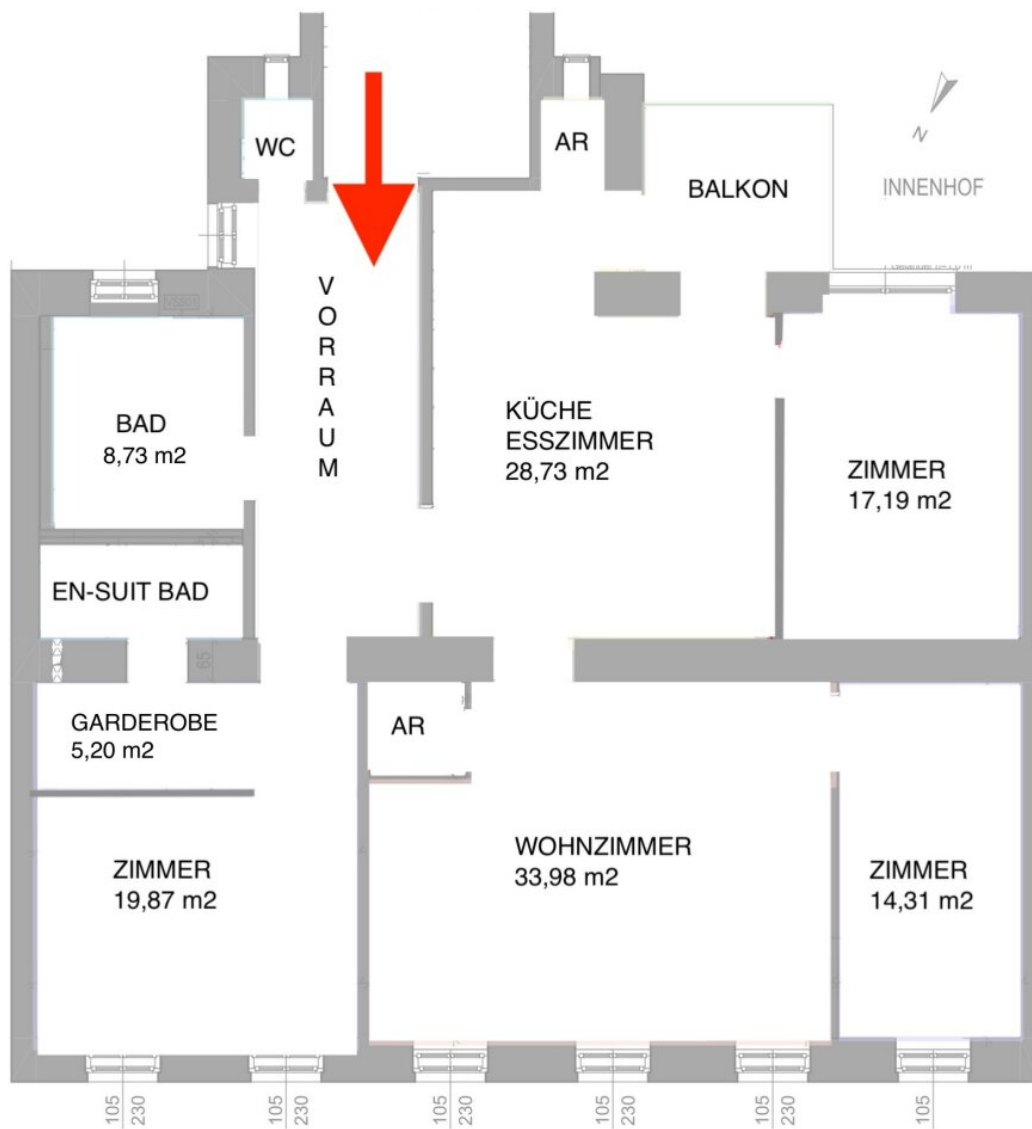 WC
AR
BALKON
N
INNENHOF
VORRAUM
BAD
8,73 m2
KÜCHE
ESSZIMMER
28,73 m2
ZIMMER
17,19 m2
EN-SUIT BAD
65
GARDEROBE
5,20 m2
AR
ZIMMER
19,87 m2
WOHNZIMMER
33,98 m2
ZIMMER
14,31 m2
105
230
105
230
105
230
105
230
105
230
105